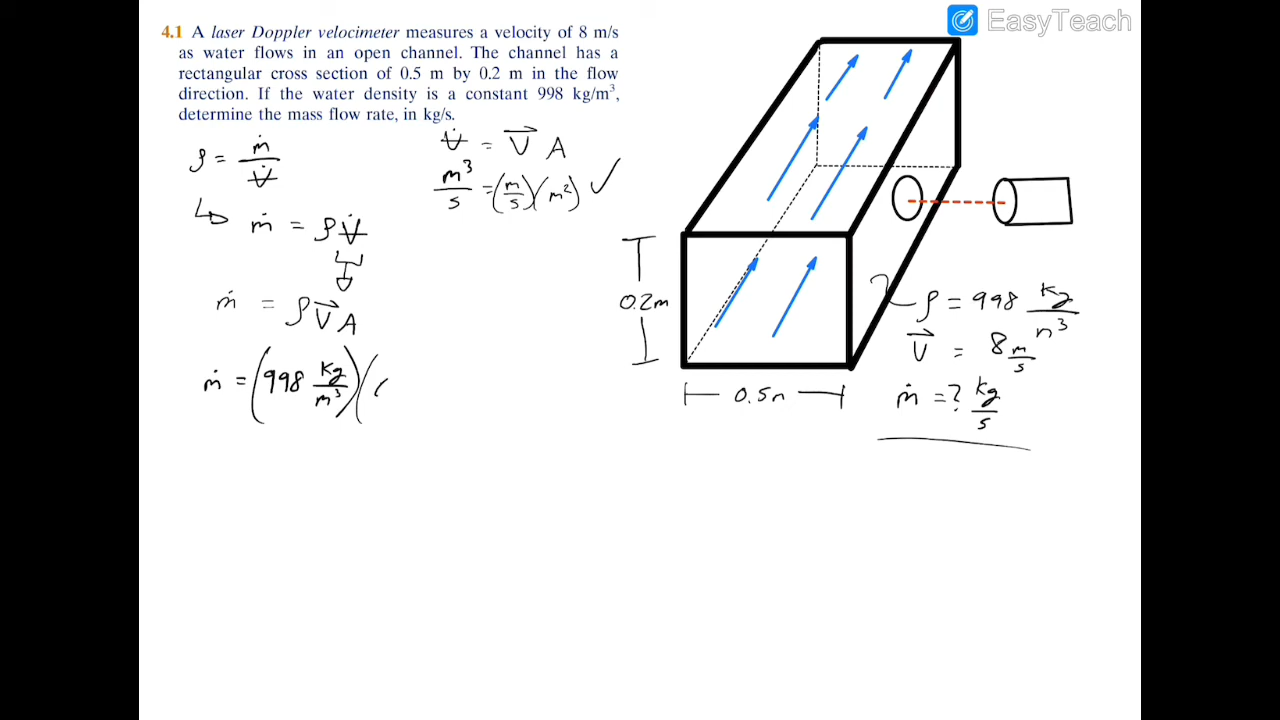 EasyTeach
4.1 A laser Doppler velocimeter measures a velocity of 8 m/s
as water flows in an open channel. The channel has a
rectangular cross section of 0.5 m by 0.2 m in the flow
direction. If the water density is a constant 998 kg/m³,
determine the mass flow rate, in kg/s.
ρ = ṁ / V̶̇
V̶̇ = V⃗ A
m³/s = (m/s)(m²) ✓
↳ ṁ = ρ V̶̇
ṁ = ρ V⃗ A
ṁ = (998 kg/m³)(
0.2m
0.5m
ρ = 998 kg/m³
V⃗ = 8 m/s
ṁ = ? kg/s